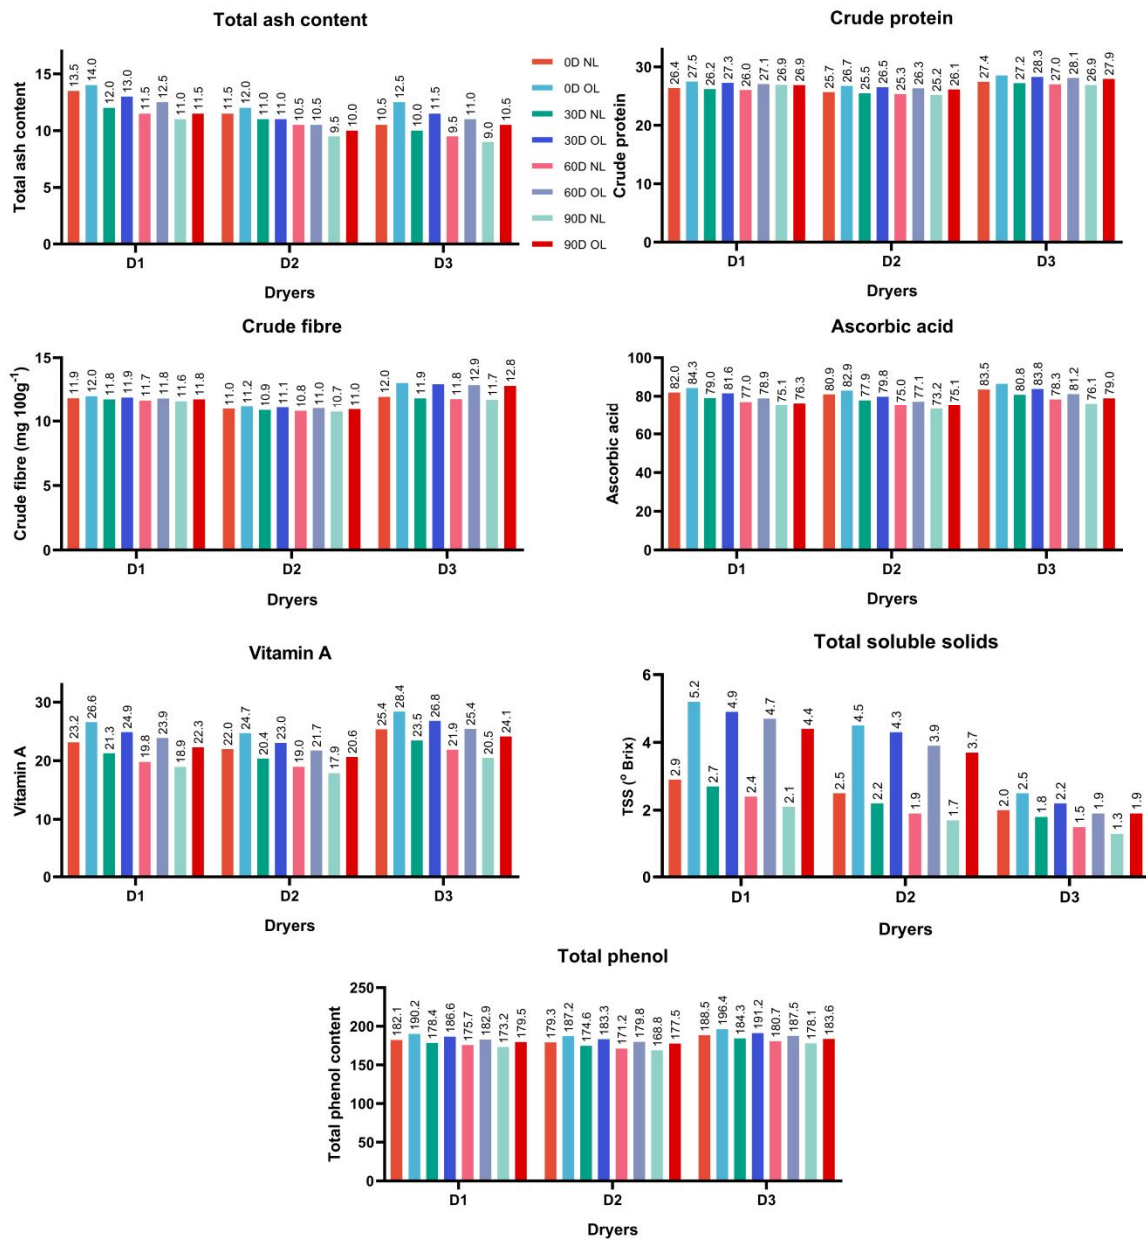 Total ash content
Total ash content
15
10
5
0
13.5 14.0 12.0 13.0 11.5 12.5 11.0 11.5
11.5 12.0 11.0 11.0 10.5 10.5 9.5 10.0
10.5 12.5 10.0 11.5 9.5 11.0 9.0 10.5
D1 D2 D3
Dryers
0D NL
0D OL
30D NL
30D OL
60D NL
60D OL
90D NL
90D OL
Crude protein
Crude protein
30
20
10
0
26.4 27.5 26.2 27.3 26.0 27.1 26.9 26.9
25.7 26.7 25.5 26.5 25.3 26.3 25.2 26.1
27.4 27.2 28.3 27.0 28.1 26.9 27.9
D1 D2 D3
Dryers
Crude fibre
Crude fibre (mg 100g-1)
15
10
5
0
11.9 12.0 11.8 11.9 11.7 11.8 11.6 11.8
11.0 11.2 10.9 11.1 10.8 11.0 10.7 11.0
12.0 11.9 11.8 12.9 11.7 12.8
D1 D2 D3
Dryers
Ascorbic acid
Ascorbic acid
100
80
60
40
20
0
82.0 84.3 79.0 81.6 77.0 78.9 75.1 76.3
80.9 82.9 77.9 79.8 75.0 77.1 73.2 75.1
83.5 80.8 83.8 78.3 81.2 76.1 79.0
D1 D2 D3
Dryers
Vitamin A
Vitamin A
30
20
10
0
23.2 26.6 21.3 24.9 19.8 23.9 18.9 22.3
22.0 24.7 20.4 23.0 19.0 21.7 17.9 20.6
25.4 28.4 23.5 26.8 21.9 25.4 20.5 24.1
D1 D2 D3
Dryers
Total soluble solids
TSS (⁰ Brix)
6
4
2
0
2.9 5.2 2.7 4.9 2.4 4.7 2.1 4.4
2.5 4.5 2.2 4.3 1.9 3.9 1.7 3.7
2.0 2.5 1.8 2.2 1.5 1.9 1.3 1.9
D1 D2 D3
Dryers
Total phenol
Total phenol content
250
200
150
100
50
0
182.1 190.2 178.4 186.6 175.7 182.9 173.2 179.5
179.3 187.2 174.6 183.3 171.2 179.8 168.8 177.5
188.5 196.4 184.3 191.2 180.7 187.5 178.1 183.6
D1 D2 D3
Dryers